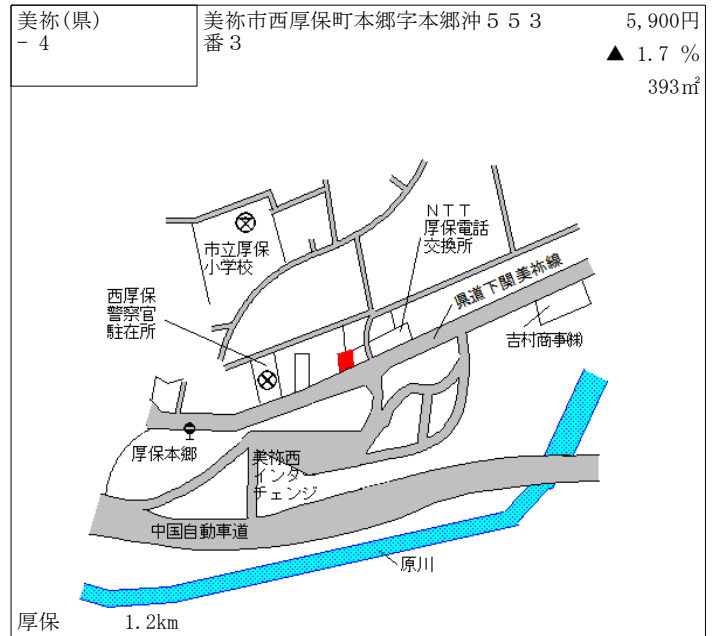 美祢(県)
- 4
美祢市西厚保町本郷字本郷沖５５３
番３
5,900円
▲ 1.7 %
393㎡
ＮＴＴ
厚保電話
交換所
市立厚保
小学校
県道下関美祢線
西厚保
警察官
駐在所
吉村商事㈱
厚保本郷
美祢西
インター
チェンジ
中国自動車道
原川
厚保 1.2km